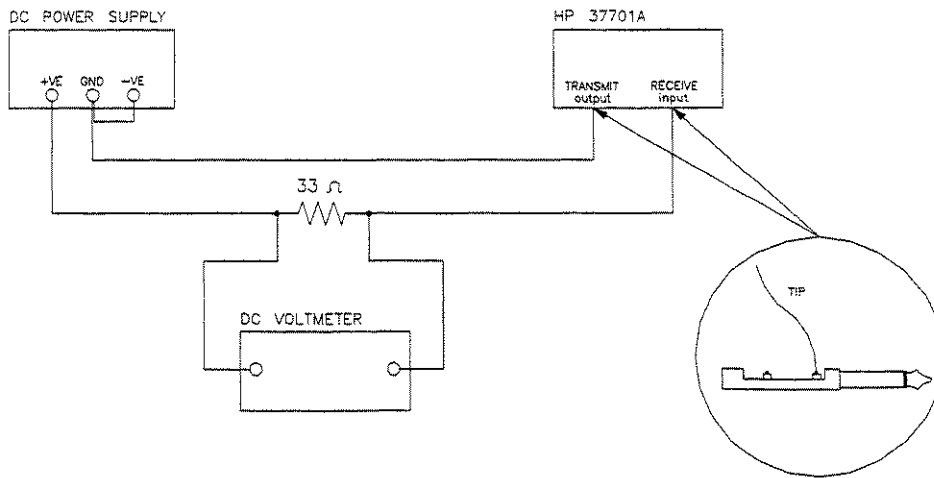 DC POWER SUPPLY
HP 37701A
+VE GND -VE
TRANSMIT RECEIVE
output input
33 Ω
TIP
DC VOLTMETER